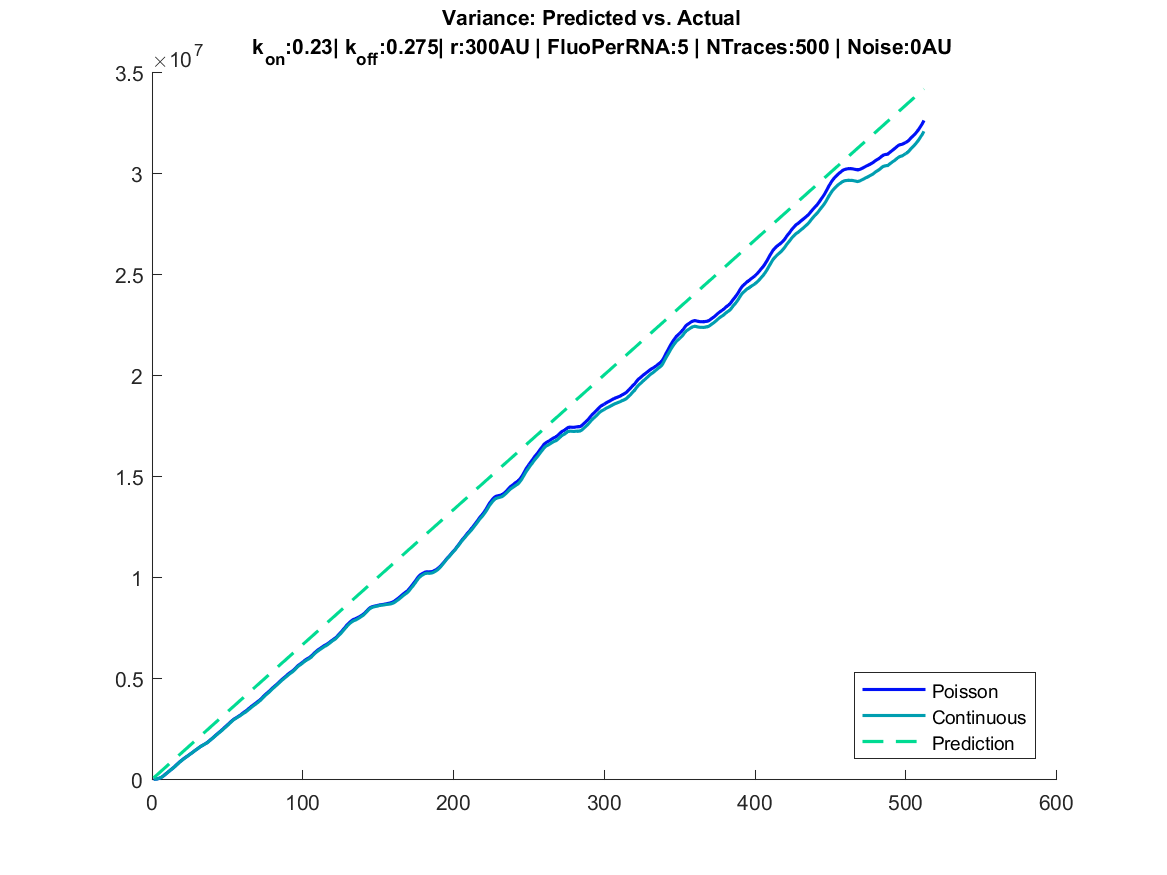 Variance: Predicted vs. Actual
k_on:0.23| k_off:0.275| r:300AU | FluoPerRNA:5 | NTraces:500 | Noise:0AU
×10^7
3.5
3
2.5
2
1.5
1
0.5
0
0 100 200 300 400 500 600
Poisson
Continuous
Prediction